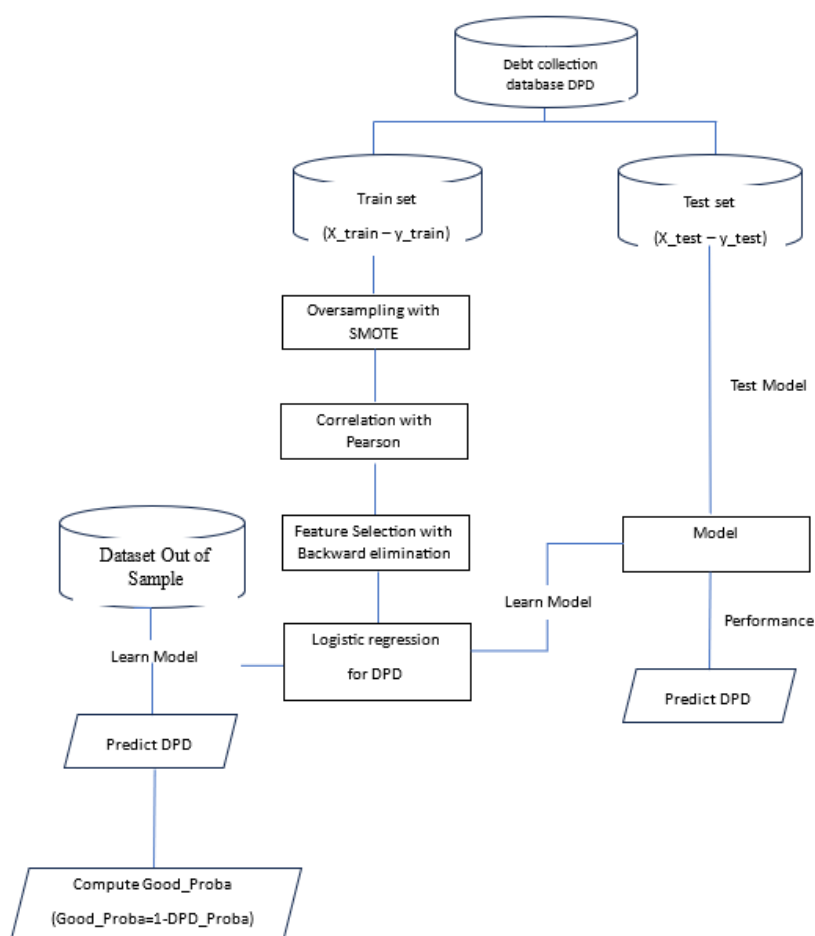 Debt collection
database DPD
Train set
(X_train – y_train)
Test set
(X_test – y_test)
Oversampling with
SMOTE
Test Model
Correlation with
Pearson
Dataset Out of
Sample
Feature Selection with
Backward elimination
Model
Learn Model
Learn Model
Logistic regression
for DPD
Performance
Predict DPD
Predict DPD
Compute Good_Proba
(Good_Proba=1-DPD_Proba)